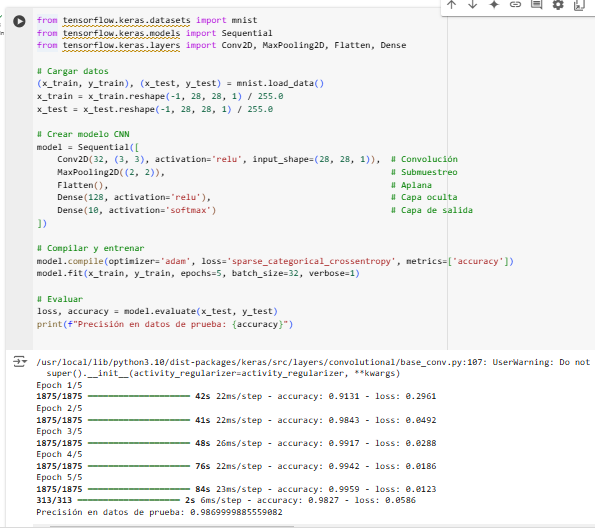 from tensorflow.keras.datasets import mnist
from tensorflow.keras.models import Sequential
from tensorflow.keras.layers import Conv2D, MaxPooling2D, Flatten, Dense

# Cargar datos
(x_train, y_train), (x_test, y_test) = mnist.load_data()
x_train = x_train.reshape(-1, 28, 28, 1) / 255.0
x_test = x_test.reshape(-1, 28, 28, 1) / 255.0

# Crear modelo CNN
model = Sequential([
    Conv2D(32, (3, 3), activation='relu', input_shape=(28, 28, 1)),  # Convolución
    MaxPooling2D((2, 2)),                                            # Submuestreo
    Flatten(),                                                       # Aplana
    Dense(128, activation='relu'),                                   # Capa oculta
    Dense(10, activation='softmax')                                  # Capa de salida
])

# Compilar y entrenar
model.compile(optimizer='adam', loss='sparse_categorical_crossentropy', metrics=['accuracy'])
model.fit(x_train, y_train, epochs=5, batch_size=32, verbose=1)

# Evaluar
loss, accuracy = model.evaluate(x_test, y_test)
print(f"Precisión en datos de prueba: {accuracy}")

/usr/local/lib/python3.10/dist-packages/keras/src/layers/convolutional/base_conv.py:107: UserWarning: Do not
  super().__init__(activity_regularizer=activity_regularizer, **kwargs)
Epoch 1/5
1875/1875 42s 22ms/step - accuracy: 0.9131 - loss: 0.2961
Epoch 2/5
1875/1875 41s 22ms/step - accuracy: 0.9843 - loss: 0.0492
Epoch 3/5
1875/1875 48s 26ms/step - accuracy: 0.9917 - loss: 0.0288
Epoch 4/5
1875/1875 76s 22ms/step - accuracy: 0.9942 - loss: 0.0186
Epoch 5/5
1875/1875 84s 23ms/step - accuracy: 0.9959 - loss: 0.0123
313/313 2s 6ms/step - accuracy: 0.9827 - loss: 0.0586
Precisión en datos de prueba: 0.9869999885559082